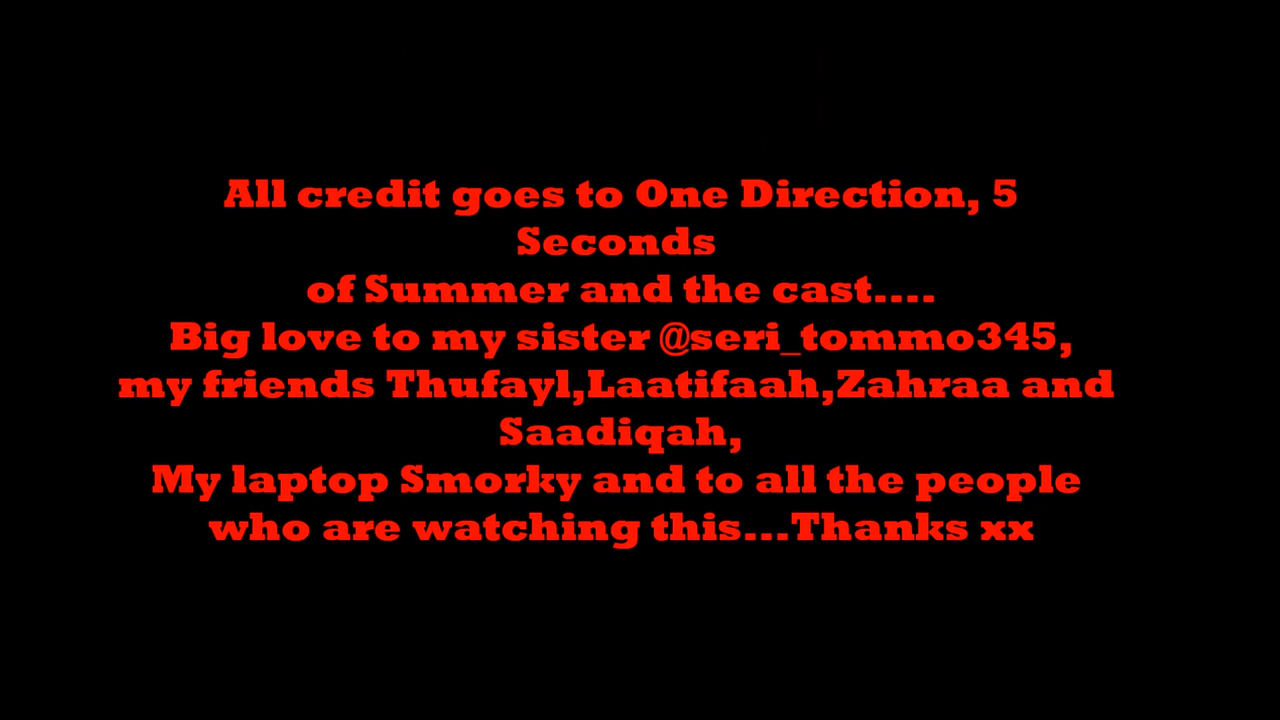 All credit goes to One Direction, 5
Seconds
of Summer and the cast....
Big love to my sister @seri_tommo345,
my friends Thufayl,Laatifaah,Zahraa and
Saadiqah,
My laptop Smorky and to all the people
who are watching this...Thanks xx